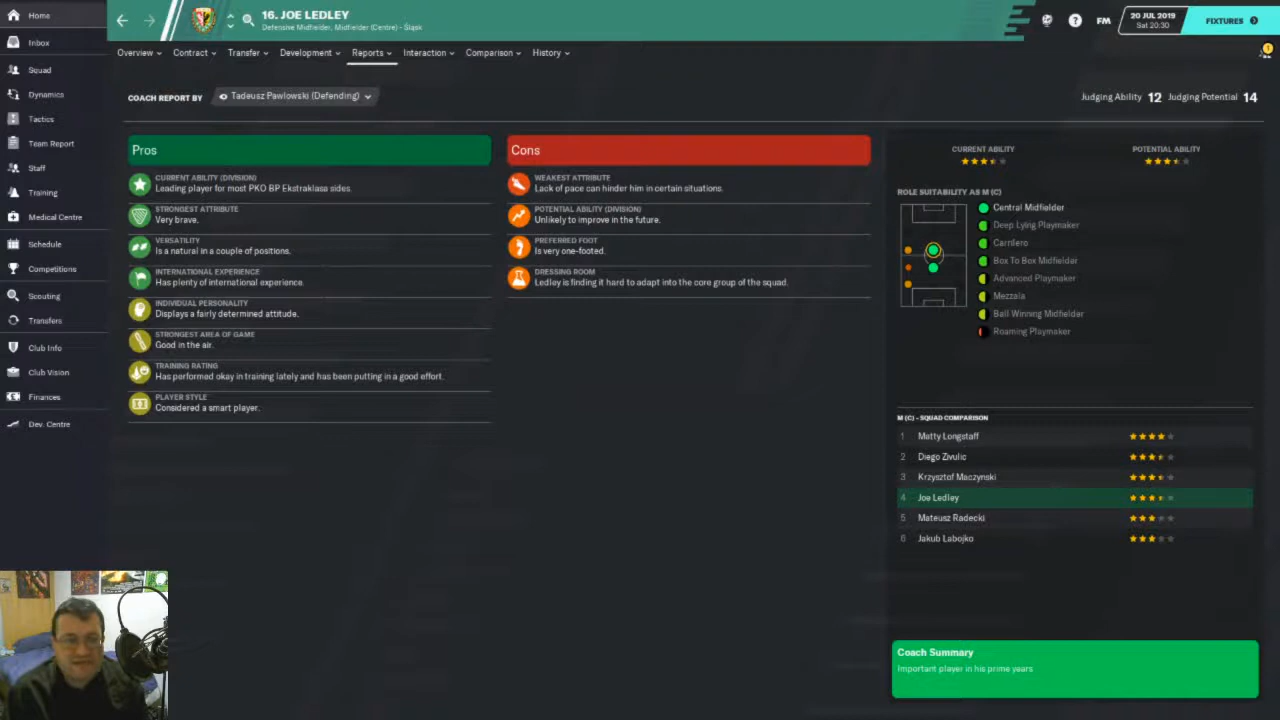 Home
Inbox
Squad
Dynamics
Tactics
Team Report
Staff
Training
Medical Centre
Schedule
Competitions
Scouting
Transfers
Club Info
Club Vision
Finances
Dev. Centre
16. JOE LEDLEY
Defensive Midfielder, Midfielder (Centre) - Śląsk
FM
20 JUL 2019
Sat 20:30
FIXTURES
Overview
Contract
Transfer
Development
Reports
Interaction
Comparison
History
COACH REPORT BY
Tadeusz Pawlowski (Defending)
Judging Ability 12 Judging Potential 14
Pros
CURRENT ABILITY (DIVISION)
Leading player for most PKO BP Ekstraklasa sides.
STRONGEST ATTRIBUTE
Very brave.
VERSATILITY
Is a natural in a couple of positions.
INTERNATIONAL EXPERIENCE
Has plenty of international experience.
INDIVIDUAL PERSONALITY
Displays a fairly determined attitude.
STRONGEST AREA OF GAME
Good in the air.
TRAINING RATING
Has performed okay in training lately and has been putting in a good effort.
PLAYER STYLE
Considered a smart player.
Cons
WEAKEST ATTRIBUTE
Lack of pace can hinder him in certain situations.
POTENTIAL ABILITY (DIVISION)
Unlikely to improve in the future.
PREFERRED FOOT
Is very one-footed.
DRESSING ROOM
Ledley is finding it hard to adapt into the core group of the squad.
CURRENT ABILITY
POTENTIAL ABILITY
ROLE SUITABILITY AS M (C)
Central Midfielder
Deep Lying Playmaker
Carrilero
Box To Box Midfielder
Advanced Playmaker
Mezzala
Ball Winning Midfielder
Roaming Playmaker
M (C) - SQUAD COMPARISON
1 Matty Longstaff
2 Diego Zivulic
3 Krzysztof Maczynski
4 Joe Ledley
5 Mateusz Radecki
6 Jakub Labojko
Coach Summary
Important player in his prime years